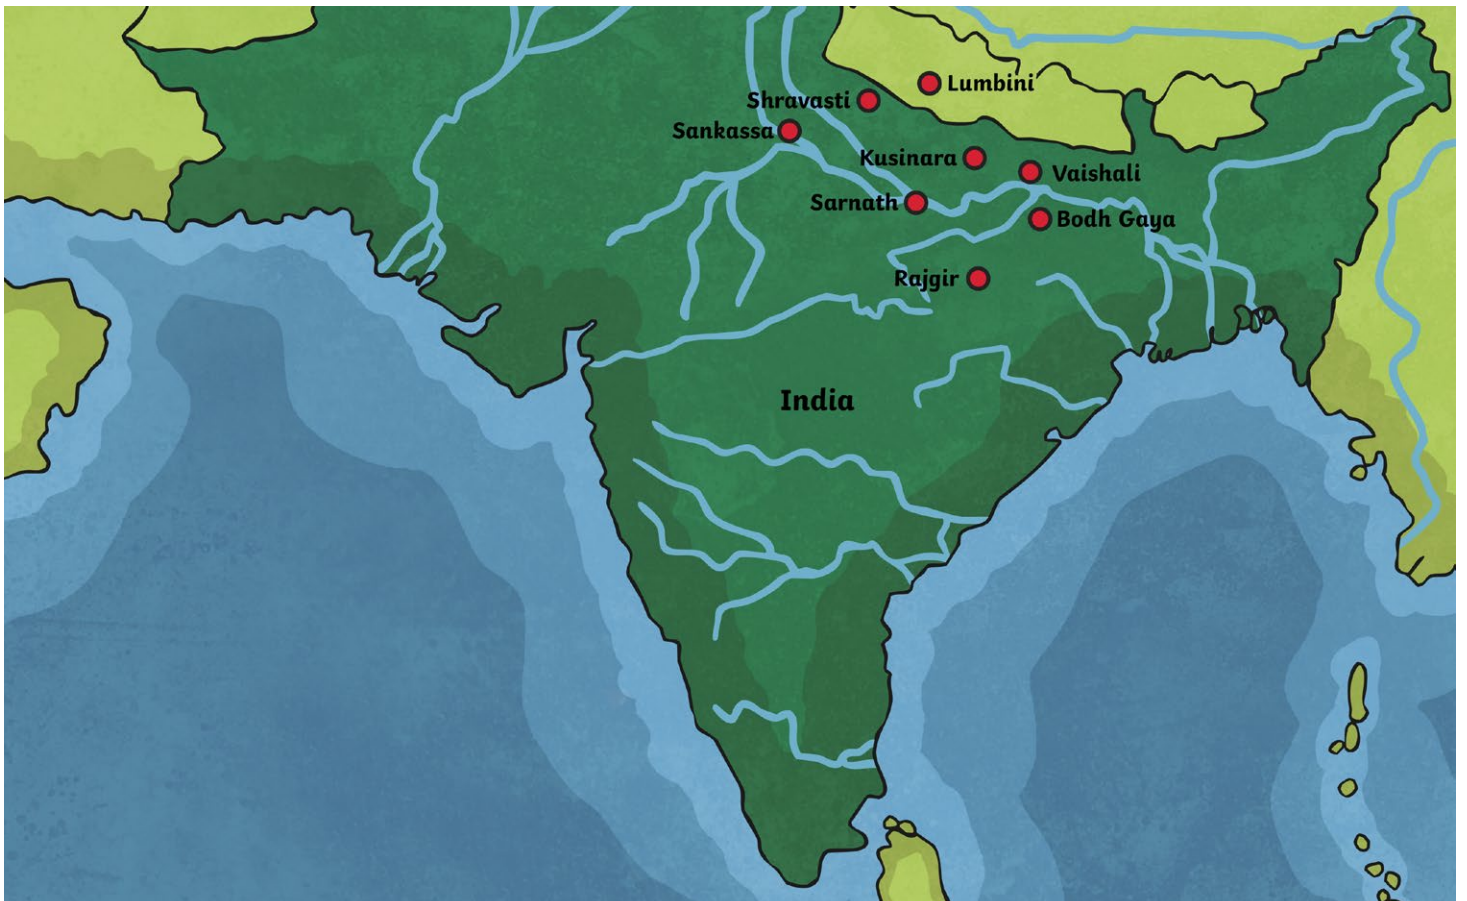 Lumbini
Shravasti
Sankassa
Kusinara
Vaishali
Sarnath
Bodh Gaya
Rajgir
India